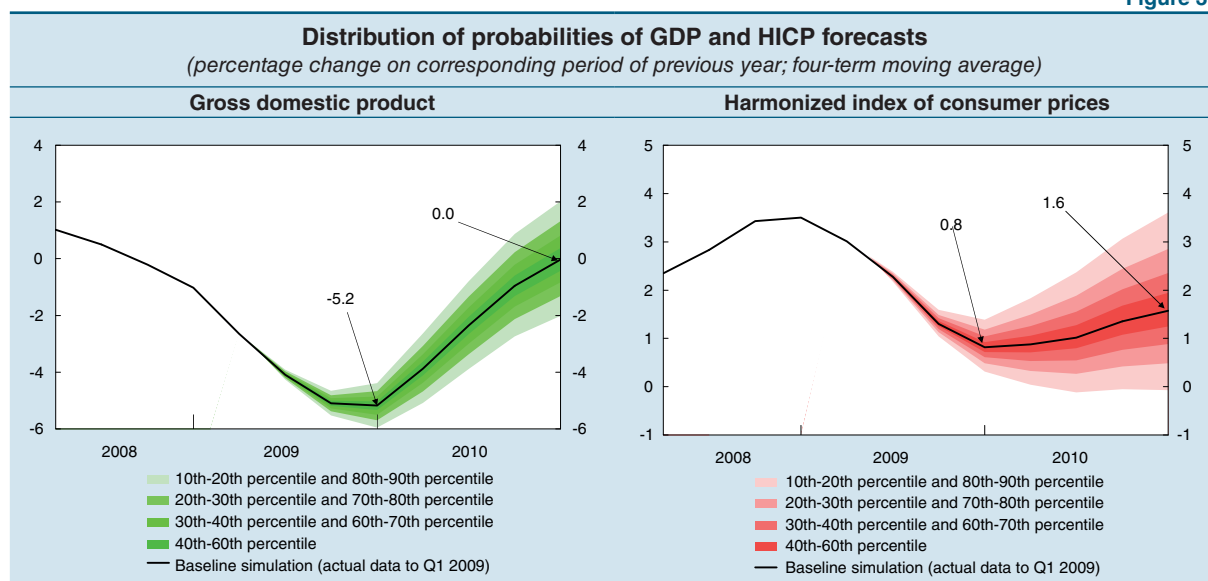 Distribution of probabilities of GDP and HICP forecasts
(percentage change on corresponding period of previous year; four-term moving average)
Gross domestic product
4
2
0
-2
-4
-6
4
2
0
-2
-4
-6
0.0
-5.2
2008
2009
2010
10th-20th percentile and 80th-90th percentile
20th-30th percentile and 70th-80th percentile
30th-40th percentile and 60th-70th percentile
40th-60th percentile
Baseline simulation (actual data to Q1 2009)
Harmonized index of consumer prices
5
4
3
2
1
0
-1
5
4
3
2
1
0
-1
1.6
0.8
2008
2009
2010
10th-20th percentile and 80th-90th percentile
20th-30th percentile and 70th-80th percentile
30th-40th percentile and 60th-70th percentile
40th-60th percentile
Baseline simulation (actual data to Q1 2009)